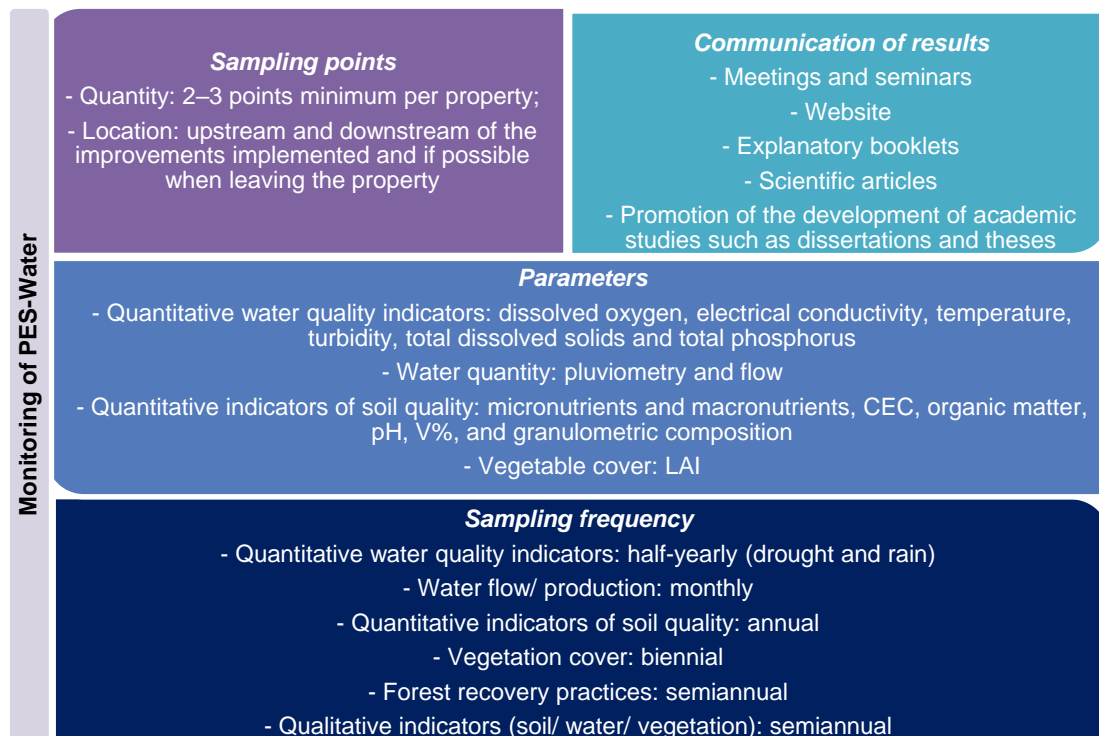 Monitoring of PES-Water
Sampling points
- Quantity: 2–3 points minimum per property;
- Location: upstream and downstream of the
improvements implemented and if possible
when leaving the property
Communication of results
- Meetings and seminars
- Website
- Explanatory booklets
- Scientific articles
- Promotion of the development of academic
studies such as dissertations and theses
Parameters
- Quantitative water quality indicators: dissolved oxygen, electrical conductivity, temperature,
turbidity, total dissolved solids and total phosphorus
- Water quantity: pluviometry and flow
- Quantitative indicators of soil quality: micronutrients and macronutrients, CEC, organic matter,
pH, V%, and granulometric composition
- Vegetable cover: LAI
Sampling frequency
- Quantitative water quality indicators: half-yearly (drought and rain)
- Water flow/ production: monthly
- Quantitative indicators of soil quality: annual
- Vegetation cover: biennial
- Forest recovery practices: semiannual
- Qualitative indicators (soil/ water/ vegetation): semiannual